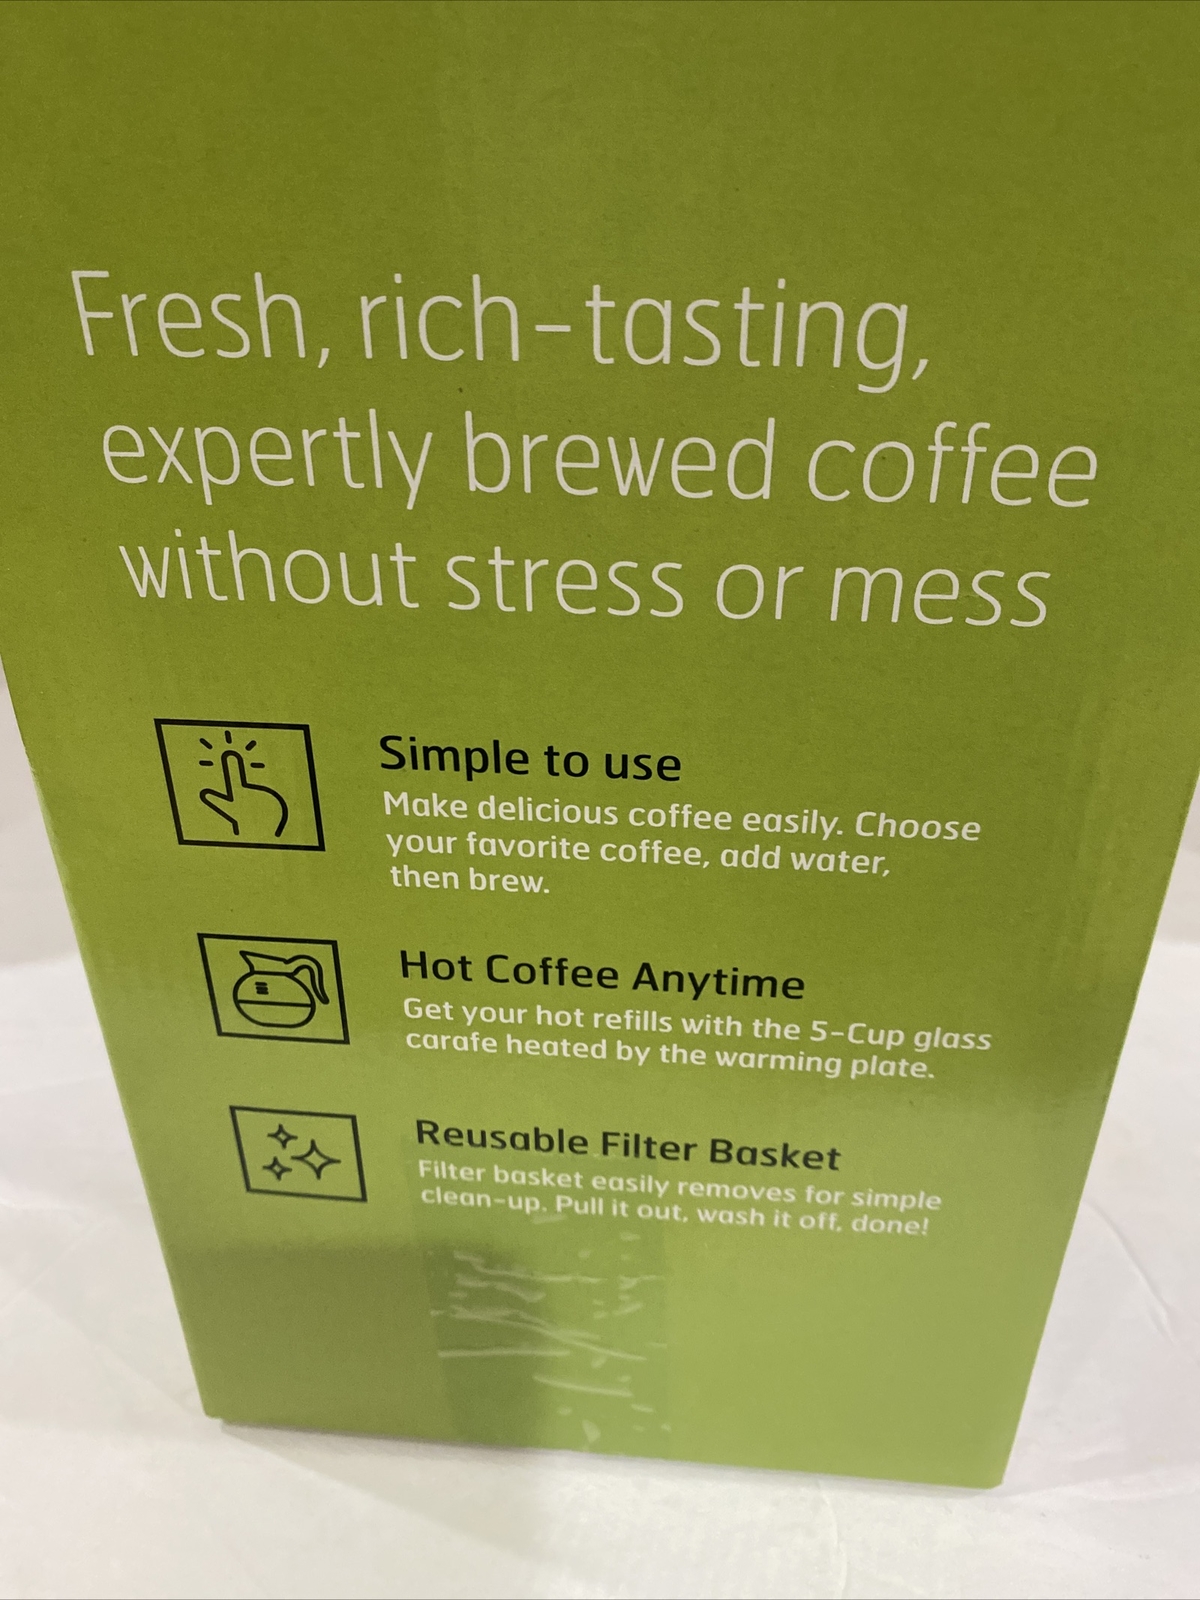 Fresh, rich-tasting,
expertly brewed coffee
without stress or mess
Simple to use
Make delicious coffee easily. Choose
your favorite coffee, add water,
then brew.
Hot Coffee Anytime
Get your hot refills with the 5-Cup glass
carafe heated by the warming plate.
Reusable Filter Basket
Filter basket easily removes for simple
clean-up. Pull it out, wash it off, done!